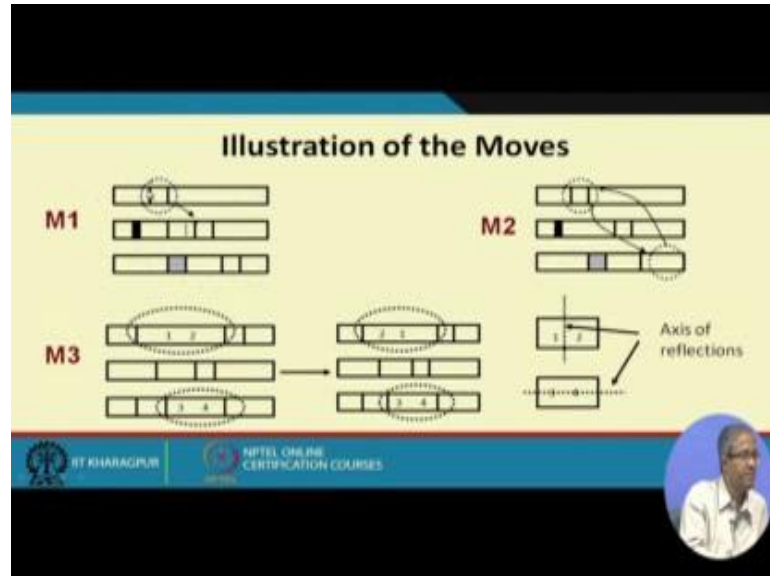 Illustration of the Moves
M1
M2
M3
1 2
3 4
2 1
3 4
1 2
Axis of
reflections
IIT KHARAGPUR
NPTEL ONLINE
CERTIFICATION COURSES
NPTEL